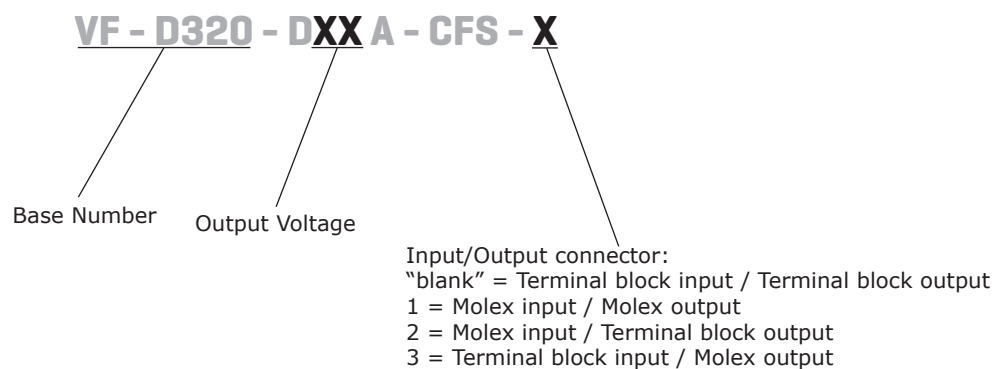 VF - D320 - DXX A - CFS - X
Base Number
Output Voltage
Input/Output connector:
“blank” = Terminal block input / Terminal block output
1 = Molex input / Molex output
2 = Molex input / Terminal block output
3 = Terminal block input / Molex output